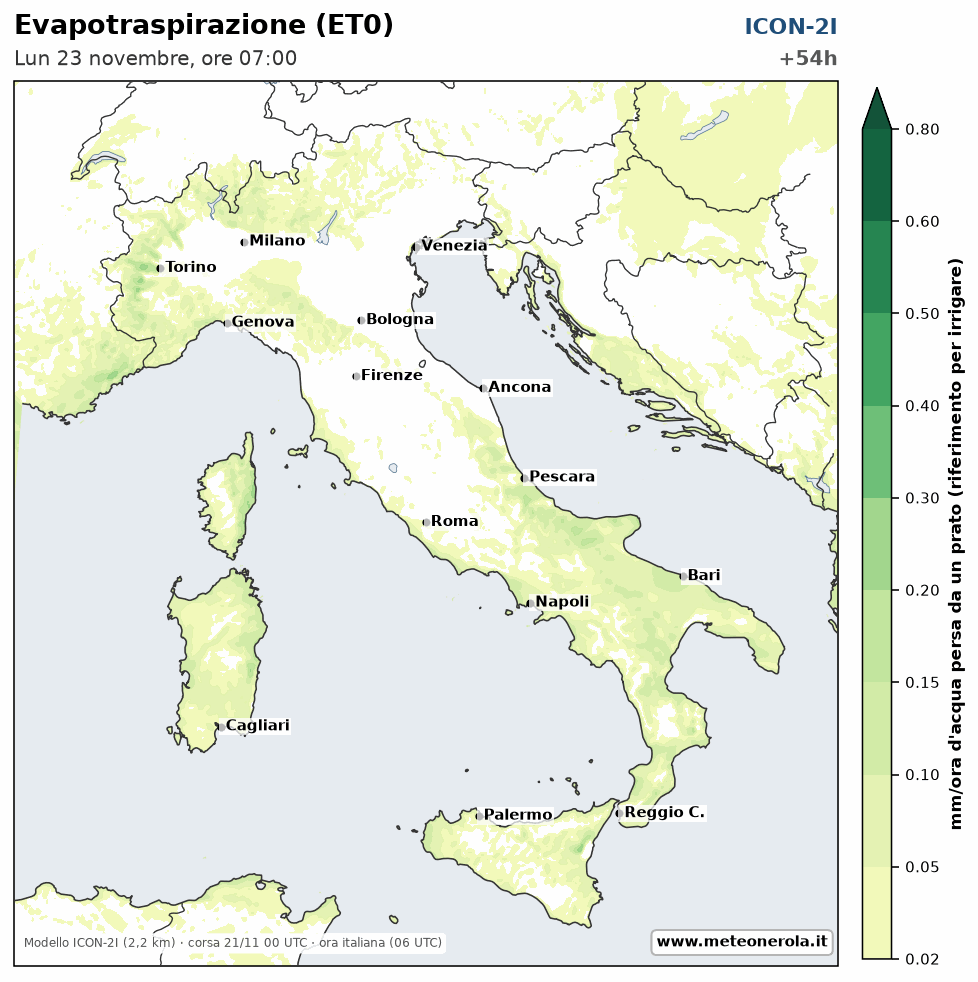 Evapotraspirazione (ET0)
ICON-2I
Lun 23 novembre, ore 07:00
+54h
Milano
Venezia
Torino
Genova
Bologna
Firenze
Ancona
Pescara
Roma
Bari
Napoli
Cagliari
Palermo
Reggio C.
0.80
0.60
0.50
0.40
0.30
0.20
0.15
0.10
0.05
0.02
mm/ora d'acqua persa da un prato (riferimento per irrigare)
Modello ICON-2I (2,2 km) · corsa 21/11 00 UTC · ora italiana (06 UTC)
www.meteonerola.it